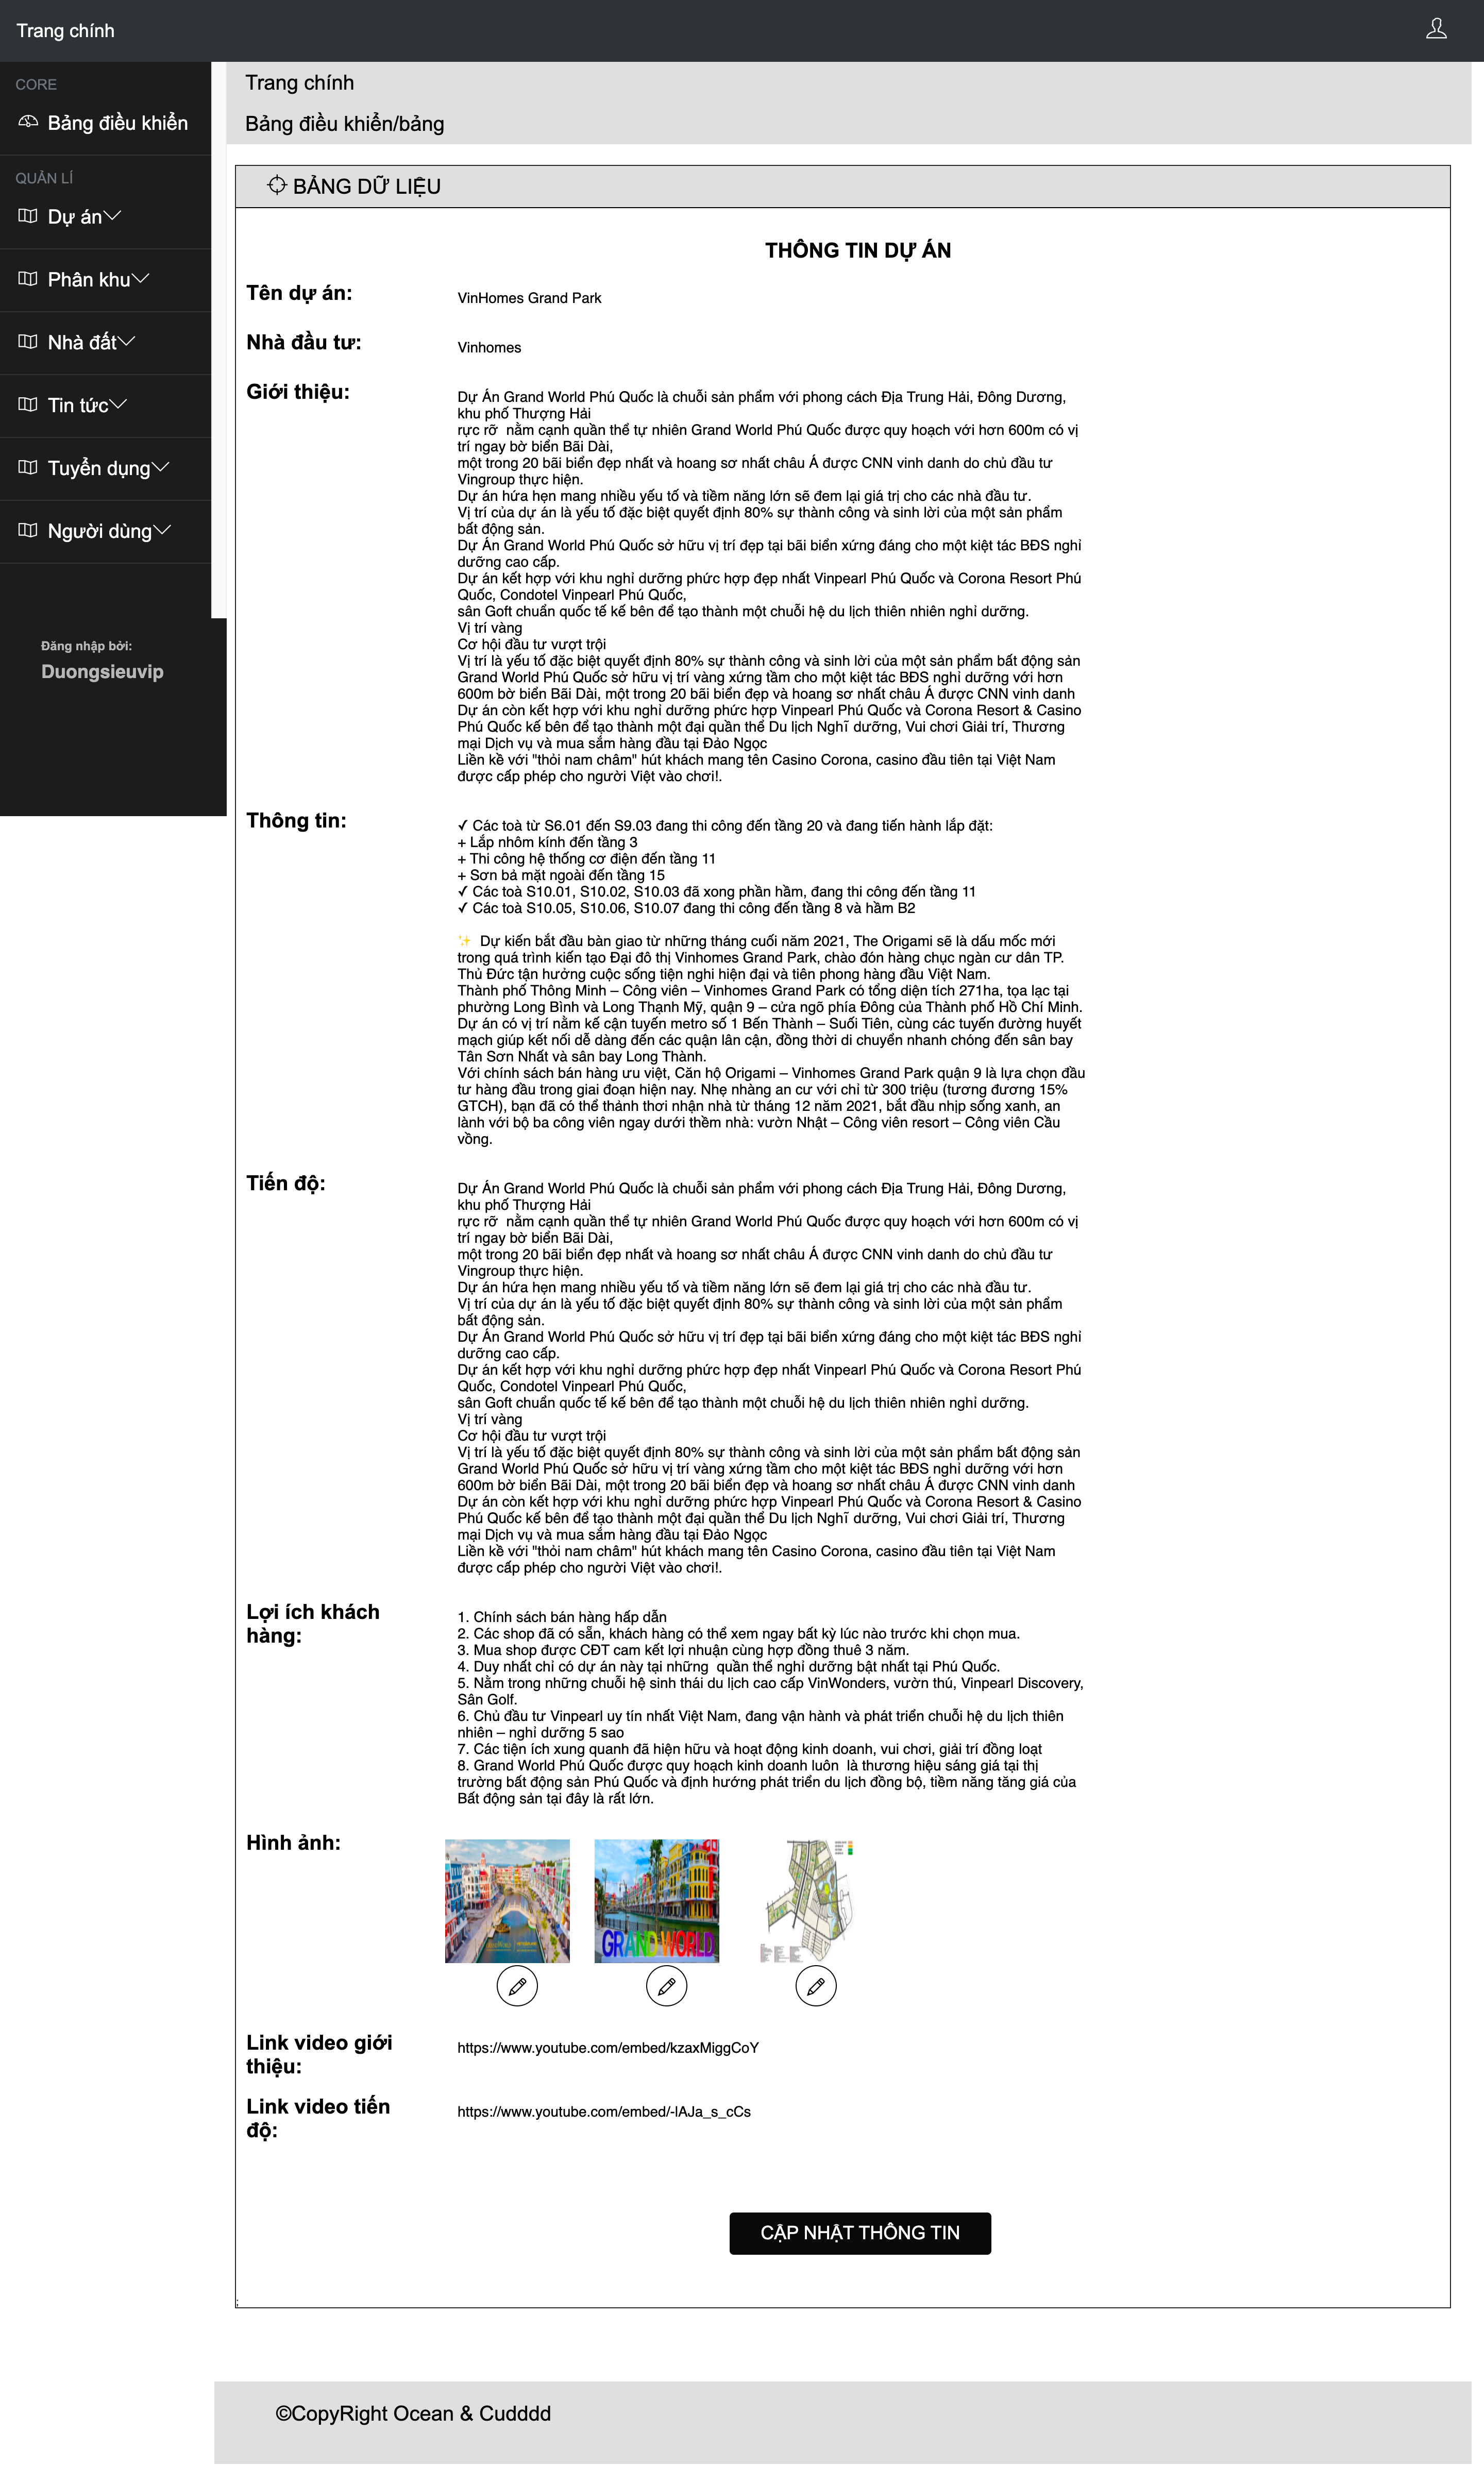 Trang chính
CORE
Bảng điều khiển
QUẢN LÍ
Dự án
Phân khu
Nhà đất
Tin tức
Tuyển dụng
Người dùng
Đăng nhập bởi:
Duongsieuvip
Trang chính
Bảng điều khiển/bảng
BẢNG DỮ LIỆU
THÔNG TIN DỰ ÁN
Tên dự án:
VinHomes Grand Park
Nhà đầu tư:
Vinhomes
Giới thiệu:
Dự Án Grand World Phú Quốc là chuỗi sản phẩm với phong cách Địa Trung Hải, Đông Dương,
khu phố Thượng Hải
rực rỡ  nằm cạnh quần thể tự nhiên Grand World Phú Quốc được quy hoạch với hơn 600m có vị
trí ngay bờ biển Bãi Dài,
một trong 20 bãi biển đẹp nhất và hoang sơ nhất châu Á được CNN vinh danh do chủ đầu tư
Vingroup thực hiện.
Dự án hứa hẹn mang nhiều yếu tố và tiềm năng lớn sẽ đem lại giá trị cho các nhà đầu tư.
Vị trí của dự án là yếu tố đặc biệt quyết định 80% sự thành công và sinh lời của một sản phẩm
bất động sản.
Dự Án Grand World Phú Quốc sở hữu vị trí đẹp tại bãi biển xứng đáng cho một kiệt tác BĐS nghỉ
dưỡng cao cấp.
Dự án kết hợp với khu nghỉ dưỡng phức hợp đẹp nhất Vinpearl Phú Quốc và Corona Resort Phú
Quốc, Condotel Vinpearl Phú Quốc,
sân Goft chuẩn quốc tế kế bên để tạo thành một chuỗi hệ du lịch thiên nhiên nghỉ dưỡng.
Vị trí vàng
Cơ hội đầu tư vượt trội
Vị trí là yếu tố đặc biệt quyết định 80% sự thành công và sinh lời của một sản phẩm bất động sản
Grand World Phú Quốc sở hữu vị trí vàng xứng tầm cho một kiệt tác BĐS nghỉ dưỡng với hơn
600m bờ biển Bãi Dài, một trong 20 bãi biển đẹp và hoang sơ nhất châu Á được CNN vinh danh
Dự án còn kết hợp với khu nghỉ dưỡng phức hợp Vinpearl Phú Quốc và Corona Resort & Casino
Phú Quốc kế bên để tạo thành một đại quần thể Du lịch Nghĩ dưỡng, Vui chơi Giải trí, Thương
mại Dịch vụ và mua sắm hàng đầu tại Đảo Ngọc
Liền kề với "thỏi nam châm" hút khách mang tên Casino Corona, casino đầu tiên tại Việt Nam
được cấp phép cho người Việt vào chơi!.
Thông tin:
✓ Các toà từ S6.01 đến S9.03 đang thi công đến tầng 20 và đang tiến hành lắp đặt:
+ Lắp nhôm kính đến tầng 3
+ Thi công hệ thống cơ điện đến tầng 11
+ Sơn bả mặt ngoài đến tầng 15
✓ Các toà S10.01, S10.02, S10.03 đã xong phần hầm, đang thi công đến tầng 11
✓ Các toà S10.05, S10.06, S10.07 đang thi công đến tầng 8 và hầm B2
✨ Dự kiến bắt đầu bàn giao từ những tháng cuối năm 2021, The Origami sẽ là dấu mốc mới
trong quá trình kiến tạo Đại đô thị Vinhomes Grand Park, chào đón hàng chục ngàn cư dân TP.
Thủ Đức tận hưởng cuộc sống tiện nghi hiện đại và tiên phong hàng đầu Việt Nam.
Thành phố Thông Minh – Công viên – Vinhomes Grand Park có tổng diện tích 271ha, tọa lạc tại
phường Long Bình và Long Thạnh Mỹ, quận 9 – cửa ngõ phía Đông của Thành phố Hồ Chí Minh.
Dự án có vị trí nằm kế cận tuyến metro số 1 Bến Thành – Suối Tiên, cùng các tuyến đường huyết
mạch giúp kết nối dễ dàng đến các quận lân cận, đồng thời di chuyển nhanh chóng đến sân bay
Tân Sơn Nhất và sân bay Long Thành.
Với chính sách bán hàng ưu việt, Căn hộ Origami – Vinhomes Grand Park quận 9 là lựa chọn đầu
tư hàng đầu trong giai đoạn hiện nay. Nhẹ nhàng an cư với chỉ từ 300 triệu (tương đương 15%
GTCH), bạn đã có thể thảnh thơi nhận nhà từ tháng 12 năm 2021, bắt đầu nhịp sống xanh, an
lành với bộ ba công viên ngay dưới thềm nhà: vườn Nhật – Công viên resort – Công viên Cầu
vồng.
Tiến độ:
Dự Án Grand World Phú Quốc là chuỗi sản phẩm với phong cách Địa Trung Hải, Đông Dương,
khu phố Thượng Hải
rực rỡ  nằm cạnh quần thể tự nhiên Grand World Phú Quốc được quy hoạch với hơn 600m có vị
trí ngay bờ biển Bãi Dài,
một trong 20 bãi biển đẹp nhất và hoang sơ nhất châu Á được CNN vinh danh do chủ đầu tư
Vingroup thực hiện.
Dự án hứa hẹn mang nhiều yếu tố và tiềm năng lớn sẽ đem lại giá trị cho các nhà đầu tư.
Vị trí của dự án là yếu tố đặc biệt quyết định 80% sự thành công và sinh lời của một sản phẩm
bất động sản.
Dự Án Grand World Phú Quốc sở hữu vị trí đẹp tại bãi biển xứng đáng cho một kiệt tác BĐS nghỉ
dưỡng cao cấp.
Dự án kết hợp với khu nghỉ dưỡng phức hợp đẹp nhất Vinpearl Phú Quốc và Corona Resort Phú
Quốc, Condotel Vinpearl Phú Quốc,
sân Goft chuẩn quốc tế kế bên để tạo thành một chuỗi hệ du lịch thiên nhiên nghỉ dưỡng.
Vị trí vàng
Cơ hội đầu tư vượt trội
Vị trí là yếu tố đặc biệt quyết định 80% sự thành công và sinh lời của một sản phẩm bất động sản
Grand World Phú Quốc sở hữu vị trí vàng xứng tầm cho một kiệt tác BĐS nghỉ dưỡng với hơn
600m bờ biển Bãi Dài, một trong 20 bãi biển đẹp và hoang sơ nhất châu Á được CNN vinh danh
Dự án còn kết hợp với khu nghỉ dưỡng phức hợp Vinpearl Phú Quốc và Corona Resort & Casino
Phú Quốc kế bên để tạo thành một đại quần thể Du lịch Nghĩ dưỡng, Vui chơi Giải trí, Thương
mại Dịch vụ và mua sắm hàng đầu tại Đảo Ngọc
Liền kề với "thỏi nam châm" hút khách mang tên Casino Corona, casino đầu tiên tại Việt Nam
được cấp phép cho người Việt vào chơi!.
Lợi ích khách
hàng:
1. Chính sách bán hàng hấp dẫn
2. Các shop đã có sẵn, khách hàng có thể xem ngay bất kỳ lúc nào trước khi chọn mua.
3. Mua shop được CĐT cam kết lợi nhuận cùng hợp đồng thuê 3 năm.
4. Duy nhất chỉ có dự án này tại những  quần thể nghỉ dưỡng bật nhất tại Phú Quốc.
5. Nằm trong những chuỗi hệ sinh thái du lịch cao cấp VinWonders, vườn thú, Vinpearl Discovery,
Sân Golf.
6. Chủ đầu tư Vinpearl uy tín nhất Việt Nam, đang vận hành và phát triển chuỗi hệ du lịch thiên
nhiên – nghỉ dưỡng 5 sao
7. Các tiện ích xung quanh đã hiện hữu và hoạt động kinh doanh, vui chơi, giải trí đồng loạt
8. Grand World Phú Quốc được quy hoạch kinh doanh luôn  là thương hiệu sáng giá tại thị
trường bất động sản Phú Quốc và định hướng phát triển du lịch đồng bộ, tiềm năng tăng giá của
Bất động sản tại đây là rất lớn.
Hình ảnh:
GRAND WORLD
Link video giới
thiệu:
https://www.youtube.com/embed/kzaxMiggCoY
Link video tiến
độ:
https://www.youtube.com/embed/-lAJa_s_cCs
CẬP NHẬT THÔNG TIN
;
©CopyRight Ocean & Cudddd